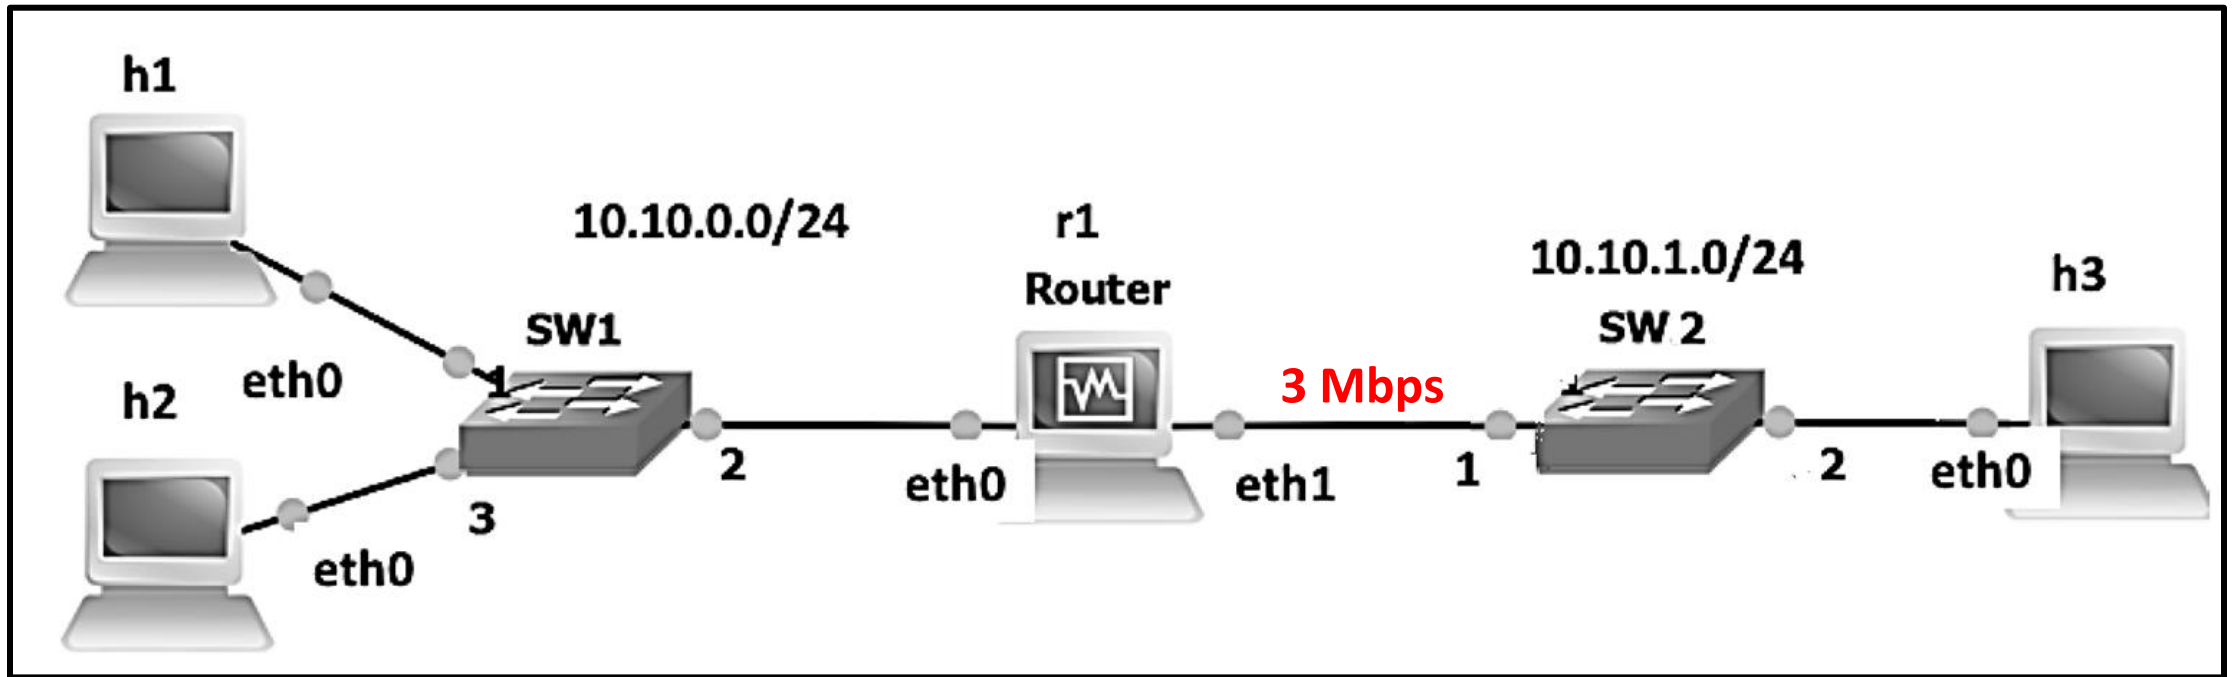 h1
10.10.0.0/24
r1
Router
10.10.1.0/24
h3
SW1
SW 2
eth0
1
3 Mbps
h2
2
eth0
eth1
1
2
eth0
3
eth0